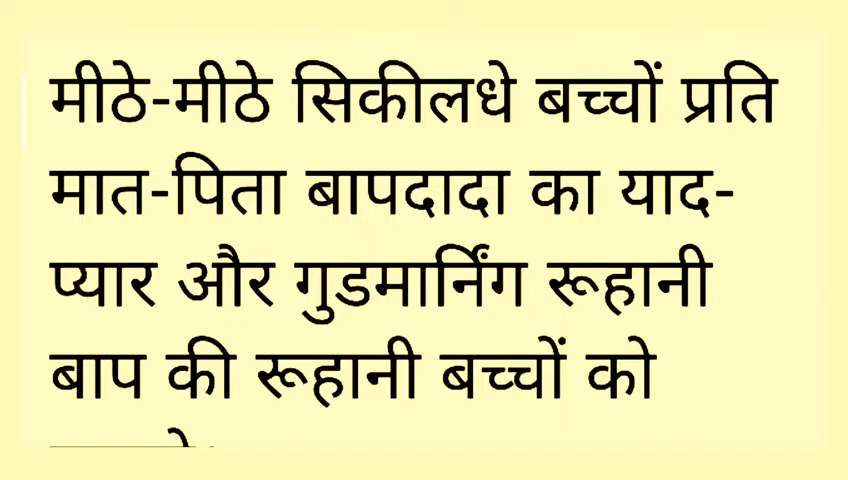 मीठे-मीठे सिकीलधे बच्चों प्रति
मात-पिता बापदादा का याद-
प्यार और गुडमार्निंग रूहानी
बाप की रूहानी बच्चों को